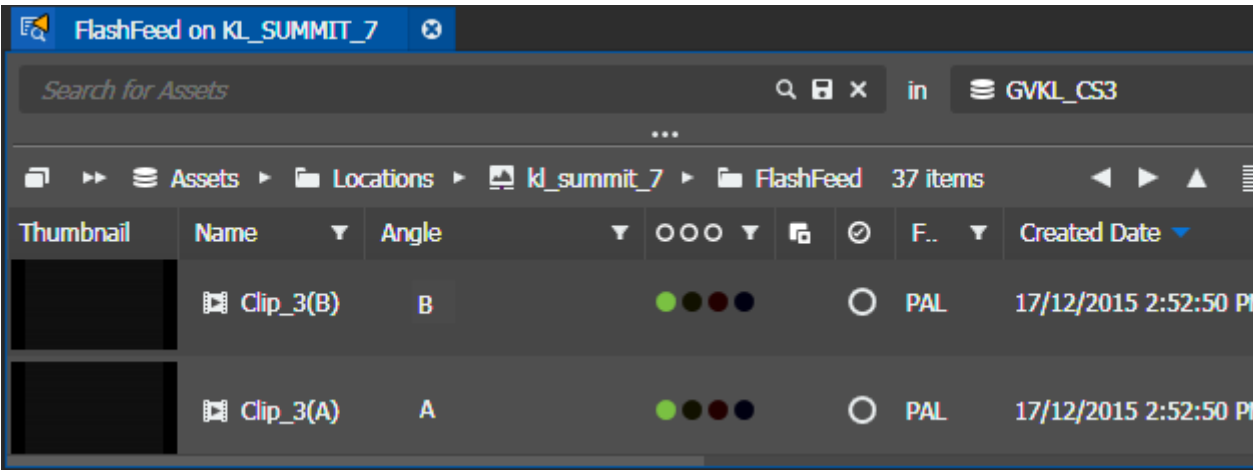 FlashFeed on KL_SUMMIT_7
Search for Assets in GVKL_CS3
Assets Locations kl_summit_7 FlashFeed 37 items
Thumbnail Name Angle F.. Created Date
Clip_3(B) B PAL 17/12/2015 2:52:50
Clip_3(A) A PAL 17/12/2015 2:52:50